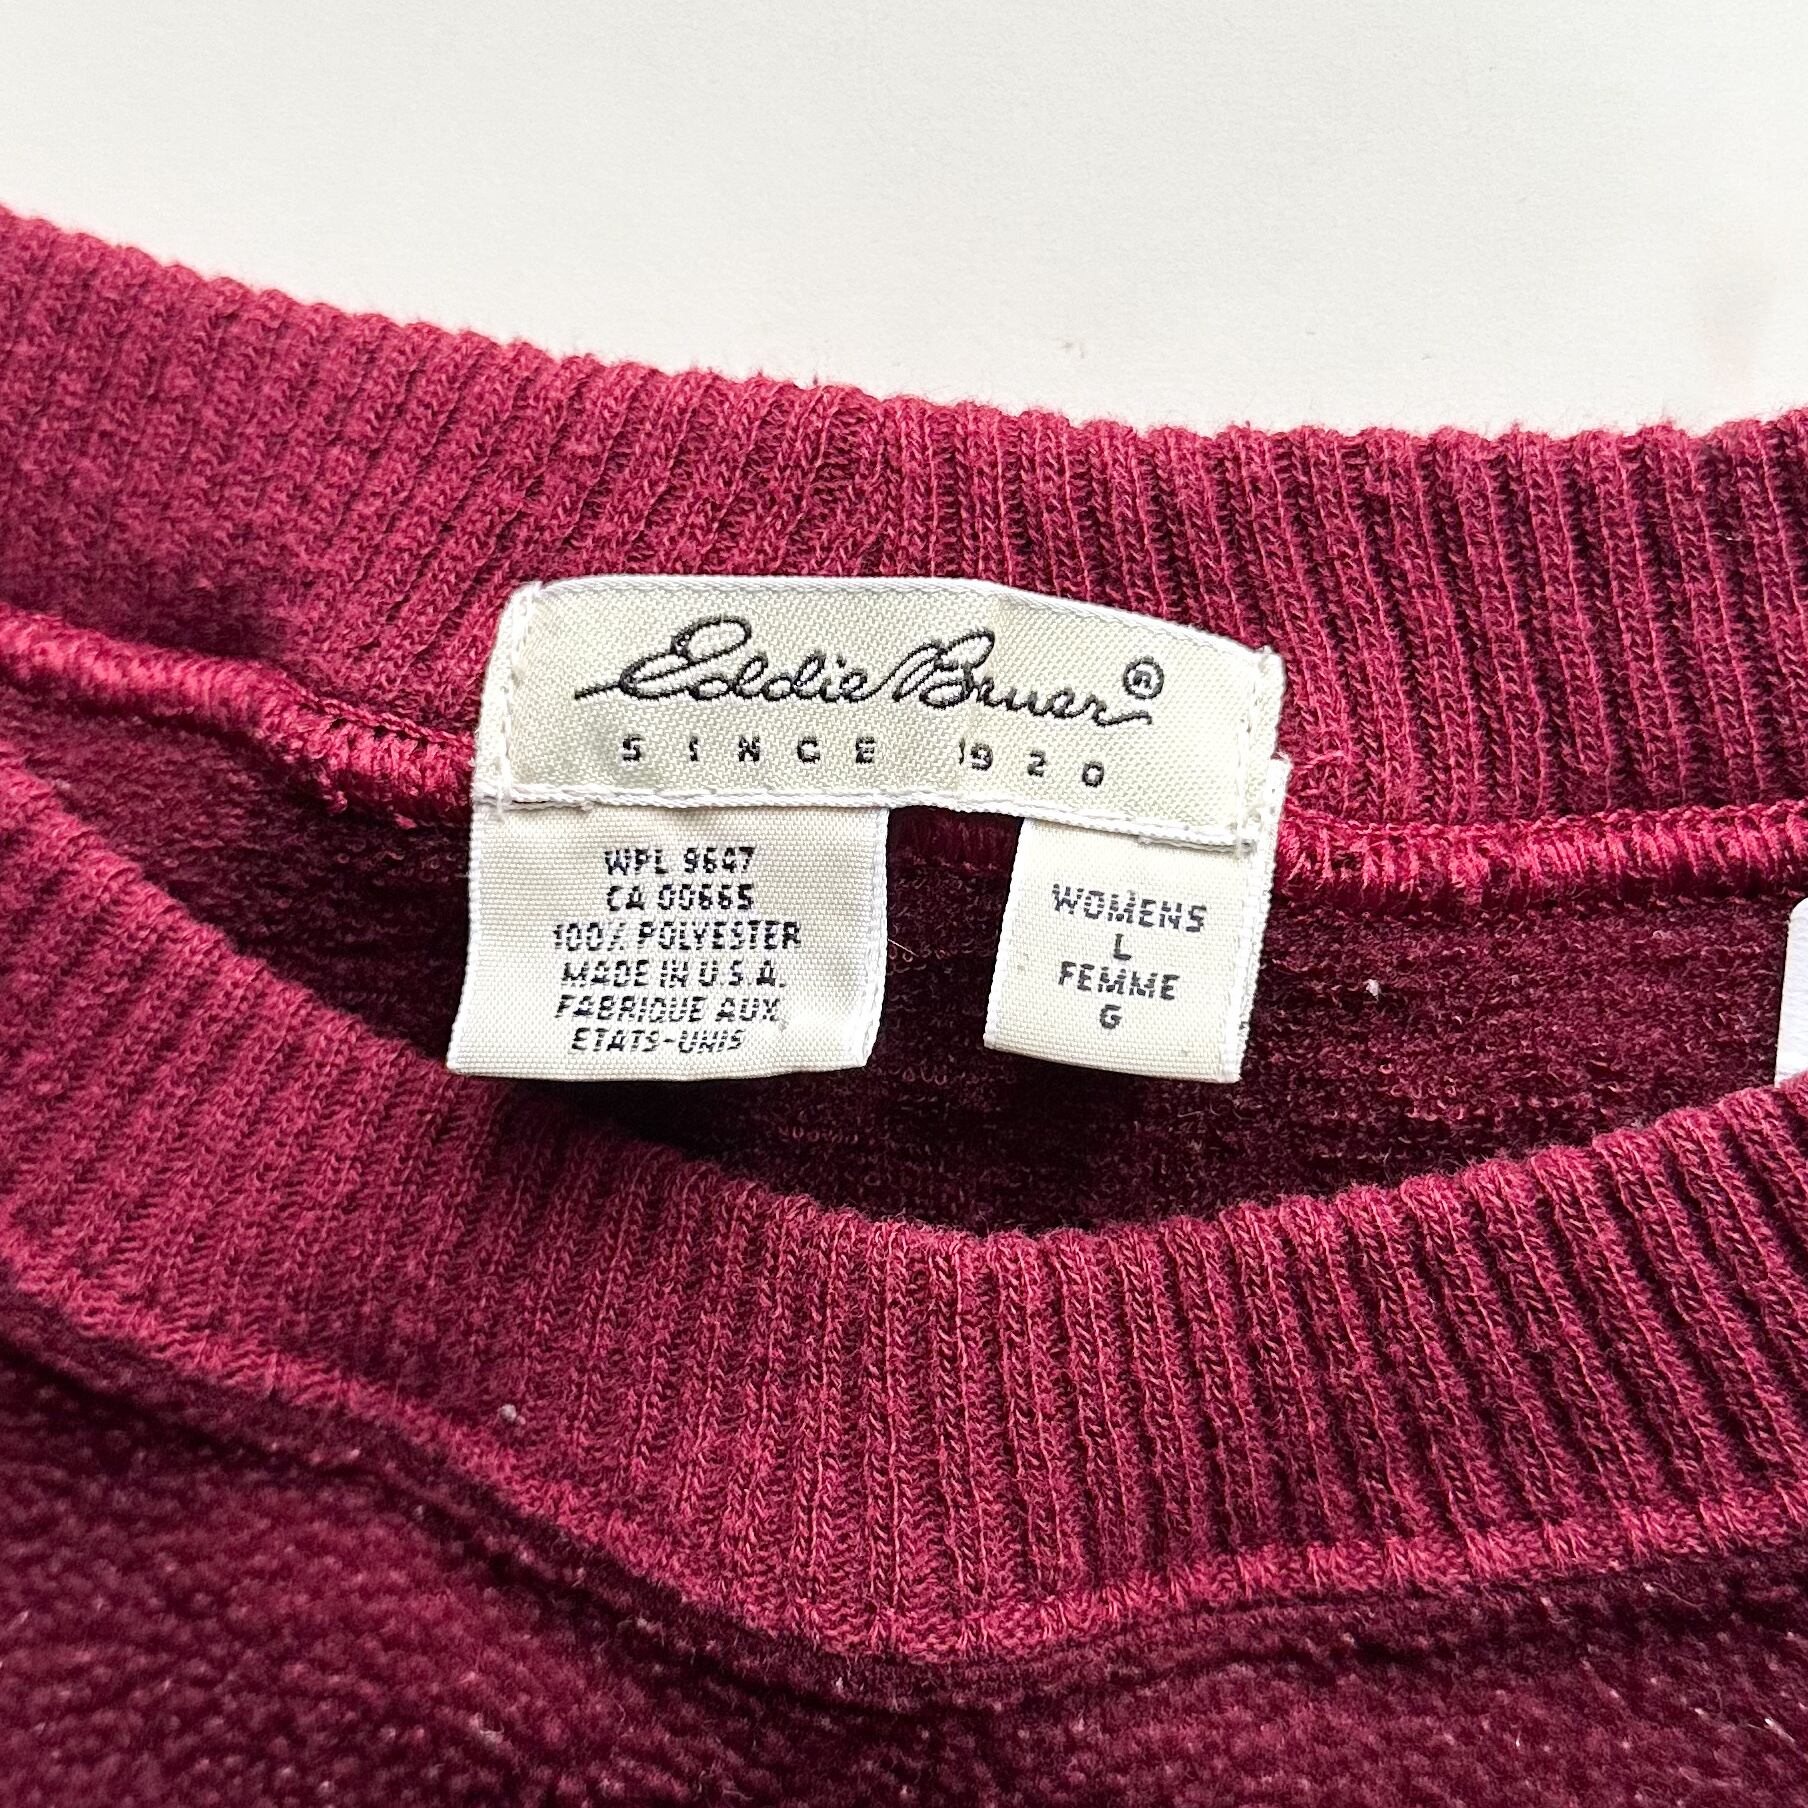 Eddie Bauer®
SINCE 1920
WPL 9647
CA 00665
100% POLYESTER
MADE IN U.S.A.
FABRIQUE AUX
ETATS-UNIS
WOMENS
L
FEMME
G